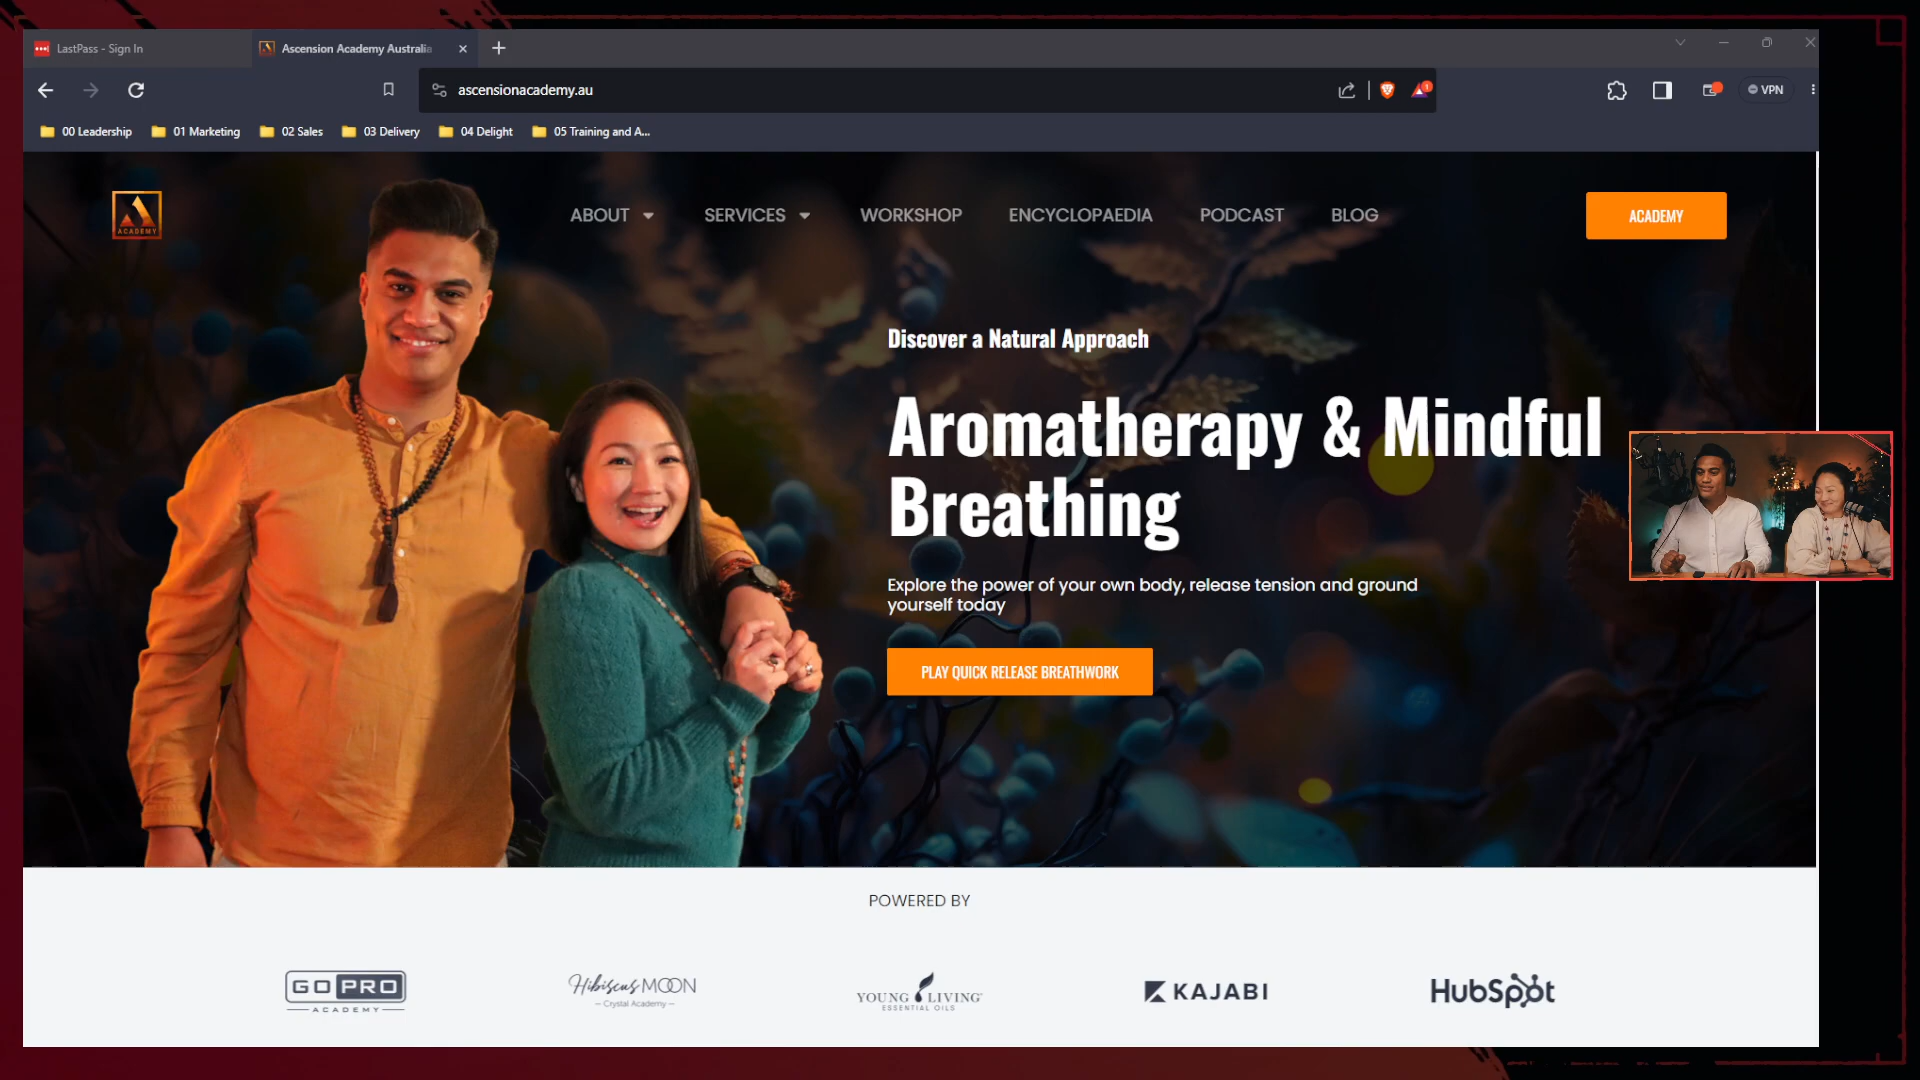 LastPass - Sign In
Ascension Academy Australia
ascensionacademy.au
1
VPN
00 Leadership
01 Marketing
02 Sales
03 Delivery
04 Delight
05 Training and A...
ACADEMY
ABOUT
SERVICES
WORKSHOP
ENCYCLOPAEDIA
PODCAST
BLOG
ACADEMY
Discover a Natural Approach
Aromatherapy & Mindful
Breathing
Explore the power of your own body, release tension and ground
yourself today
PLAY QUICK RELEASE BREATHWORK
POWERED BY
GOPRO
ACADEMY
Hibiscus MOON
— Crystal Academy —
YOUNG LIVING
ESSENTIAL OILS
KAJABI
HubSpot